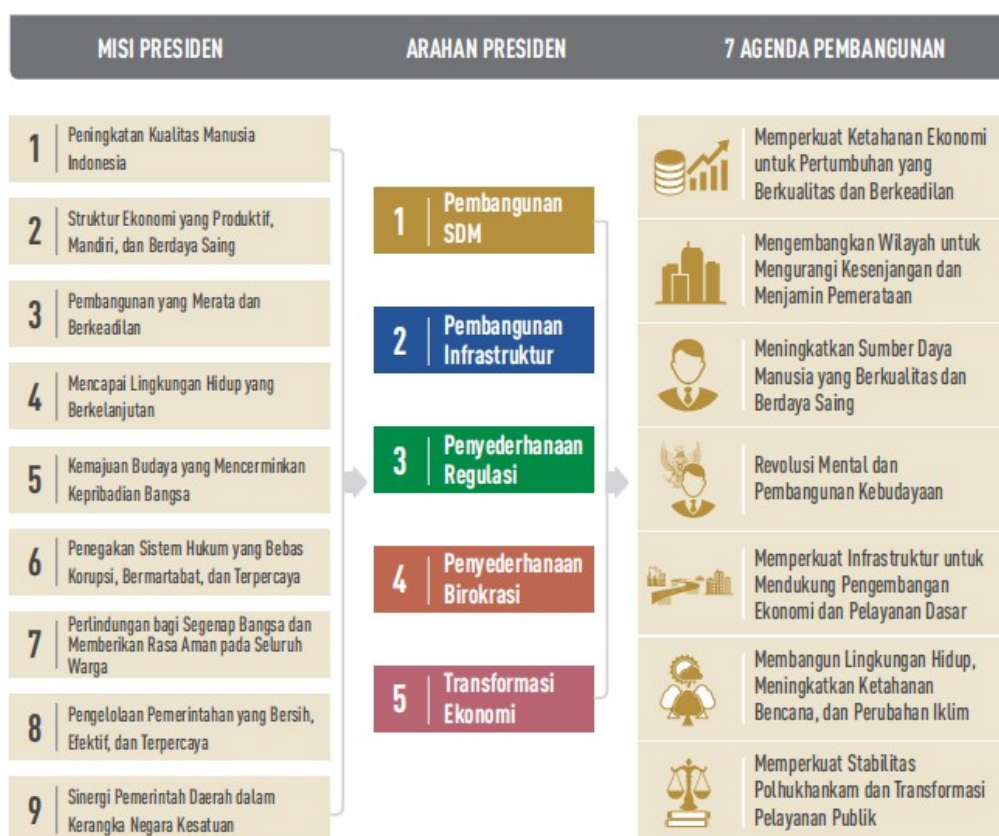 MISI PRESIDEN
ARAHAN PRESIDEN
7 AGENDA PEMBANGUNAN
1
Peningkatan Kualitas Manusia
Indonesia
2
Struktur Ekonomi yang Produktif,
Mandiri, dan Berdaya Saing
3
Pembangunan yang Merata dan
Berkeadilan
4
Mencapai Lingkungan Hidup yang
Berkelanjutan
5
Kemajuan Budaya yang Mencerminkan
Kepribadian Bangsa
6
Penegakan Sistem Hukum yang Bebas
Korupsi, Bermartabat, dan Terpercaya
7
Perlindungan bagi Segenap Bangsa dan
Memberikan Rasa Aman pada Seluruh
Warga
8
Pengelolaan Pemerintahan yang Bersih,
Efektif, dan Terpercaya
9
Sinergi Pemerintah Daerah dalam
Kerangka Negara Kesatuan
1
Pembangunan
SDM
2
Pembangunan
Infrastruktur
3
Penyederhanaan
Regulasi
4
Penyederhanaan
Birokrasi
5
Transformasi
Ekonomi
Memperkuat Ketahanan Ekonomi
untuk Pertumbuhan yang
Berkualitas dan Berkeadilan
Mengembangkan Wilayah untuk
Mengurangi Kesenjangan dan
Menjamin Pemerataan
Meningkatkan Sumber Daya
Manusia yang Berkualitas dan
Berdaya Saing
Revolusi Mental dan
Pembangunan Kebudayaan
Memperkuat Infrastruktur untuk
Mendukung Pengembangan
Ekonomi dan Pelayanan Dasar
Membangun Lingkungan Hidup,
Meningkatkan Ketahanan
Bencana, dan Perubahan Iklim
Memperkuat Stabilitas
Polhukhankam dan Transformasi
Pelayanan Publik